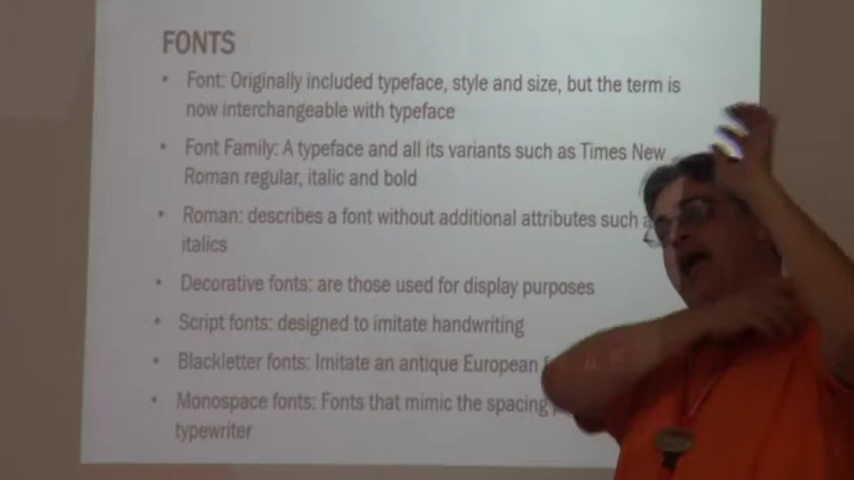 FONTS
• Font: Originally included typeface, style and size, but the term is
now interchangeable with typeface
• Font Family: A typeface and all its variants such as Times New
Roman regular, italic and bold
• Roman: describes a font without additional attributes such
italics
• Decorative fonts: are those used for display purposes
• Script fonts: designed to imitate handwriting
• Blackletter fonts: Imitate an antique European
• Monospace fonts: Fonts that mimic the spacing
typewriter